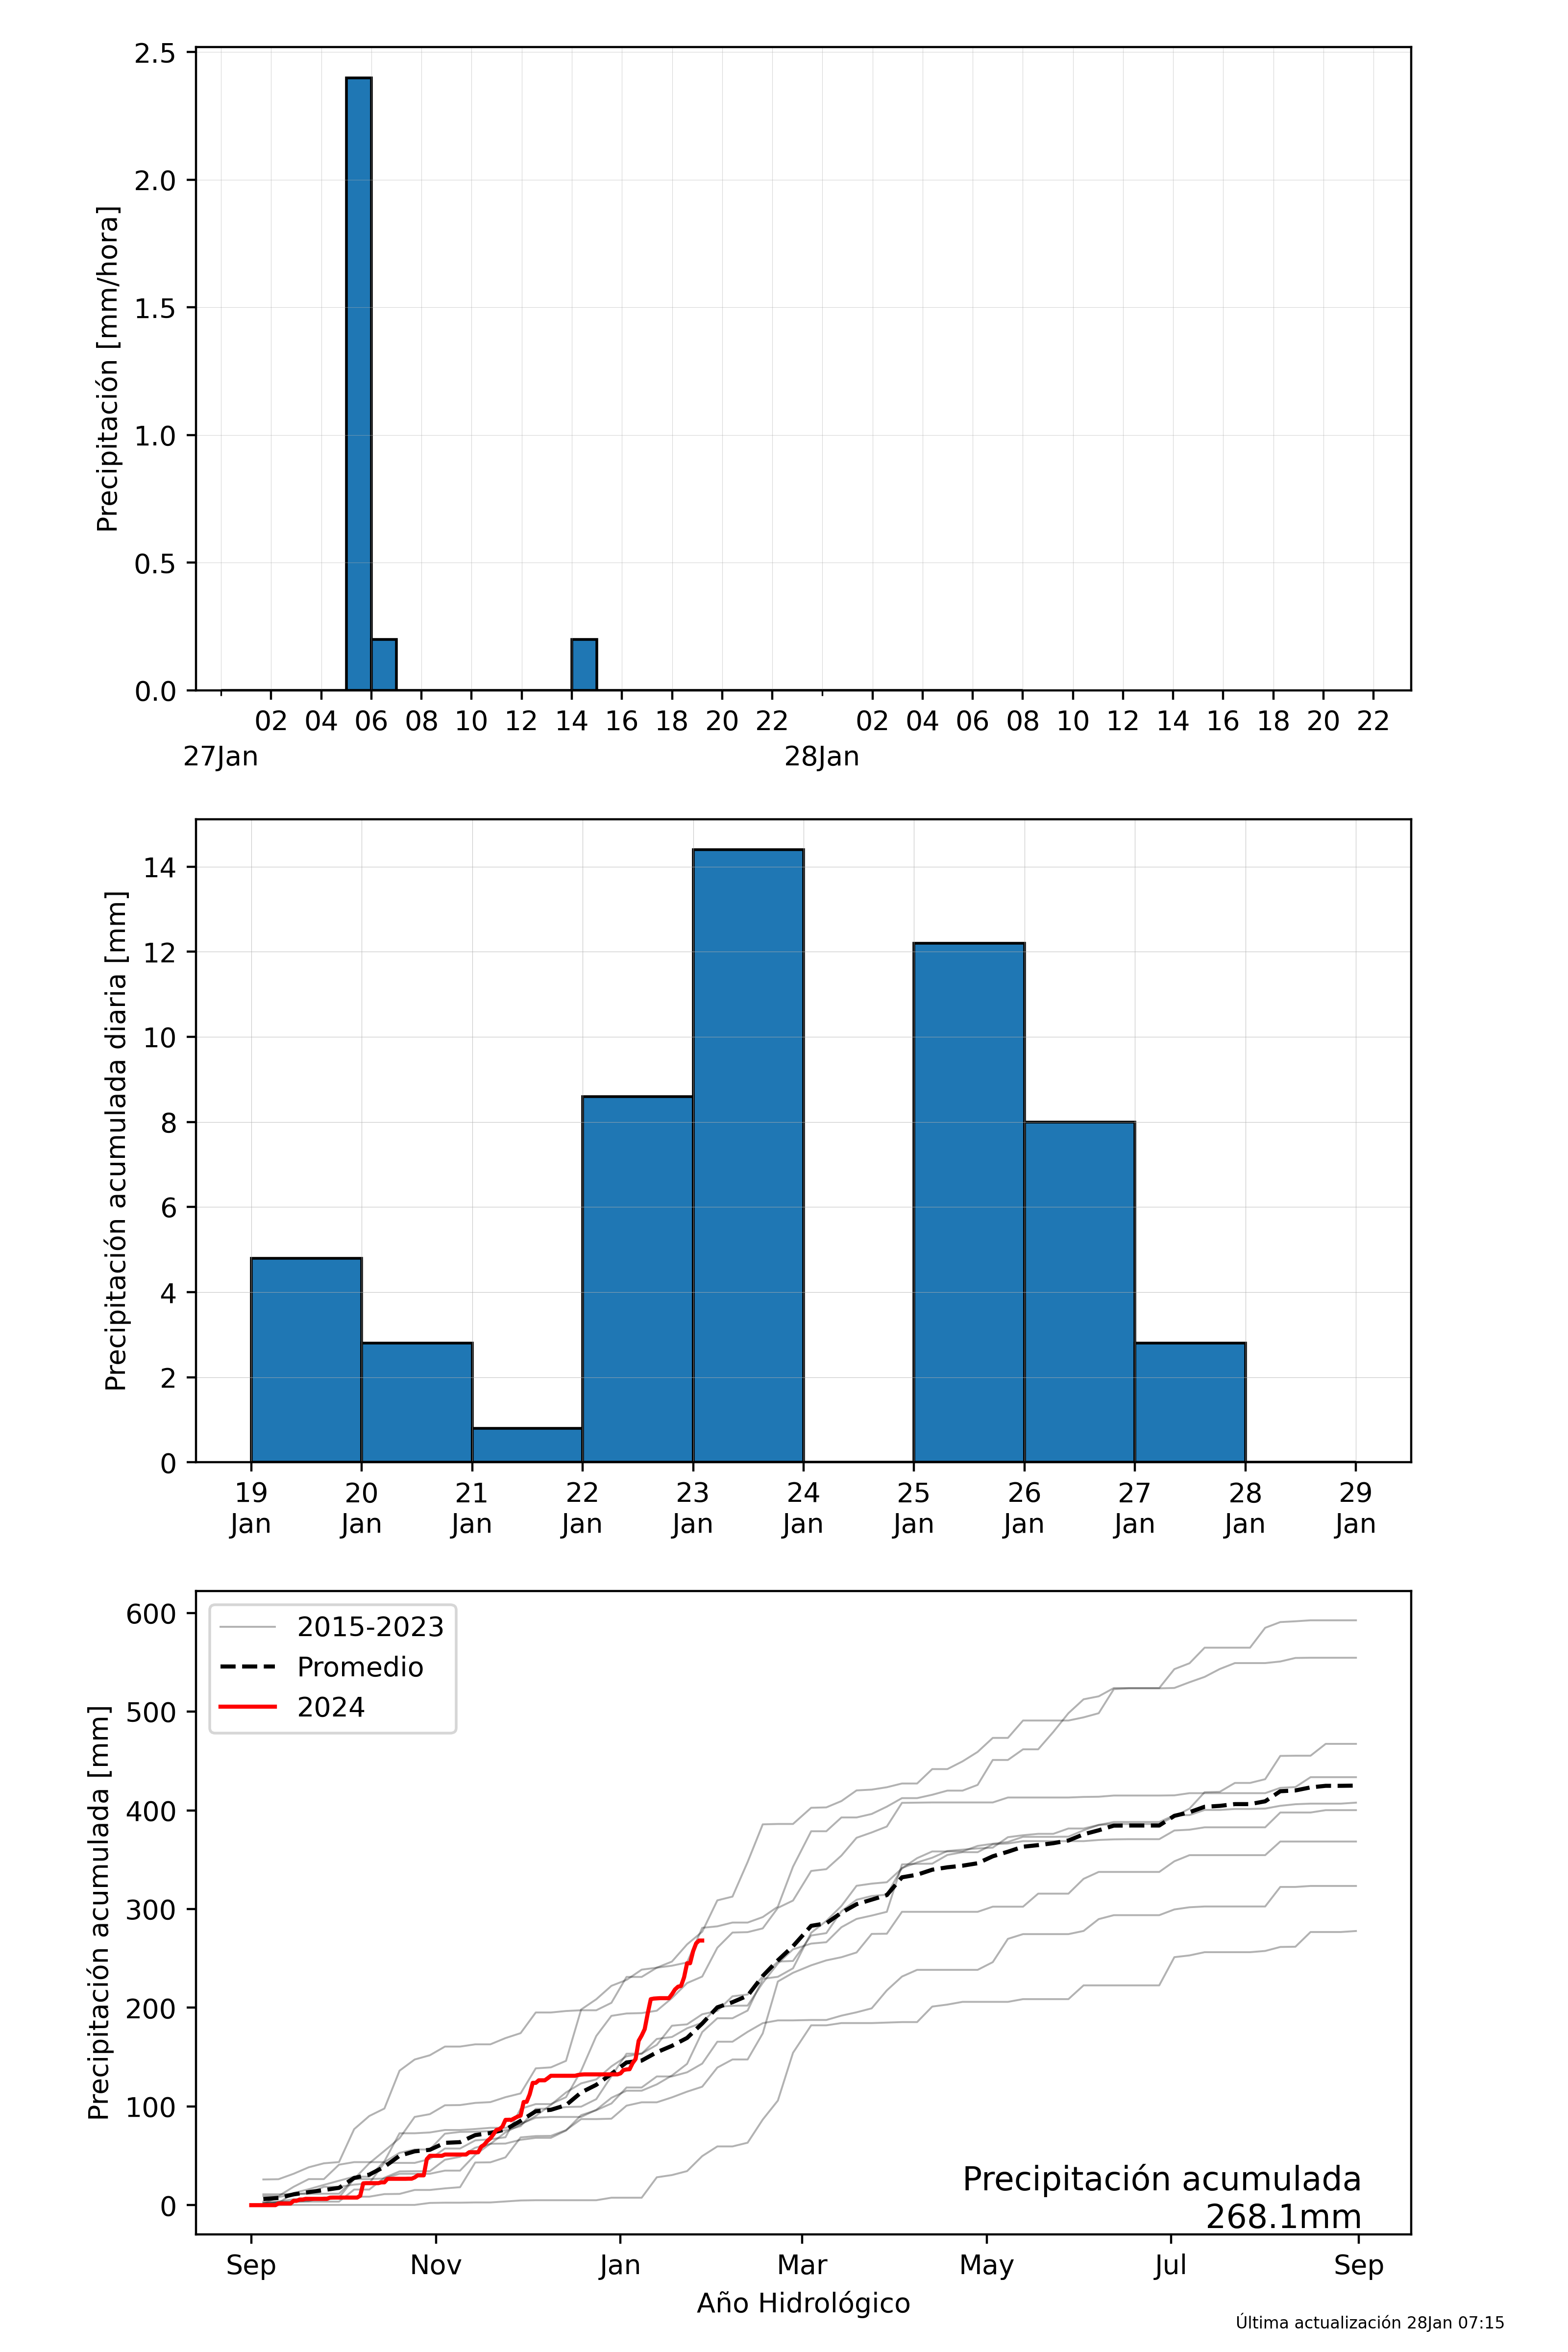 2.5
2.0
1.5
1.0
0.5
0.0
Precipitación [mm/hora]
02 04 06 08 10 12 14 16 18 20 22 02 04 06 08 10 12 14 16 18 20 22
27Jan 28Jan
14
12
10
8
6
4
2
0
Precipitación acumulada diaria [mm]
19 20 21 22 23 24 25 26 27 28 29
Jan Jan Jan Jan Jan Jan Jan Jan Jan Jan Jan
600
500
400
300
200
100
0
Precipitación acumulada [mm]
2015-2023
Promedio
2024
Precipitación acumulada
268.1mm
Sep Nov Jan Mar May Jul Sep
Año Hidrológico
Última actualización 28Jan 07:15